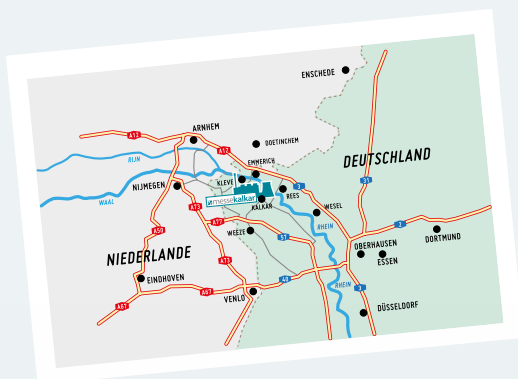 ENSCHEDE
A12
ARNHEM
DOETINCHEM
A12
RIJN
EMMERICH
DEUTSCHLAND
KLEVE
NIJMEGEN
3
31
WAAL
messekalkar
REES
KALKAR
A73
WESEL
A77
RHEIN
2
A50
WEEZE
57
DORTMUND
OBERHAUSEN
NIEDERLANDE
ESSEN
A73
EINDHOVEN
40
RHEIN
3
A67
VENLO
A67
DÜSSELDORF